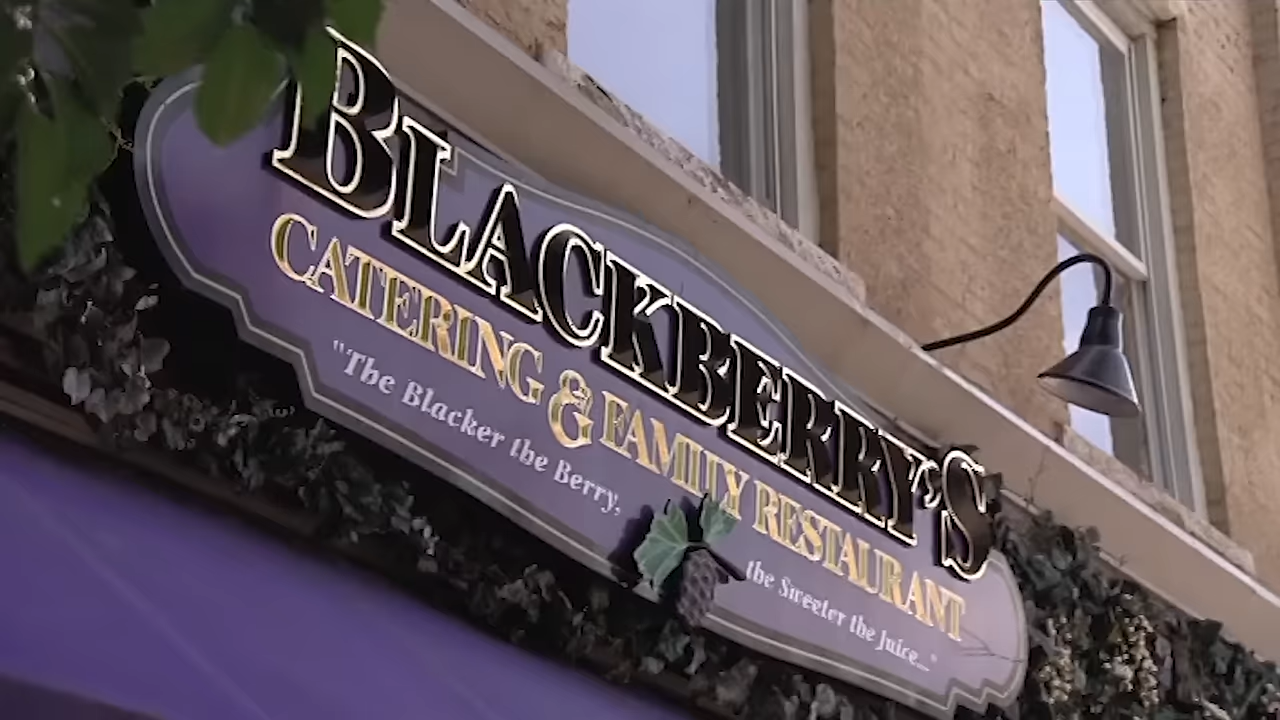 BLACKBERRY'S
CATERING & FAMILY RESTAURANT
"The Blacker the Berry,
the Sweeter the Juice..."